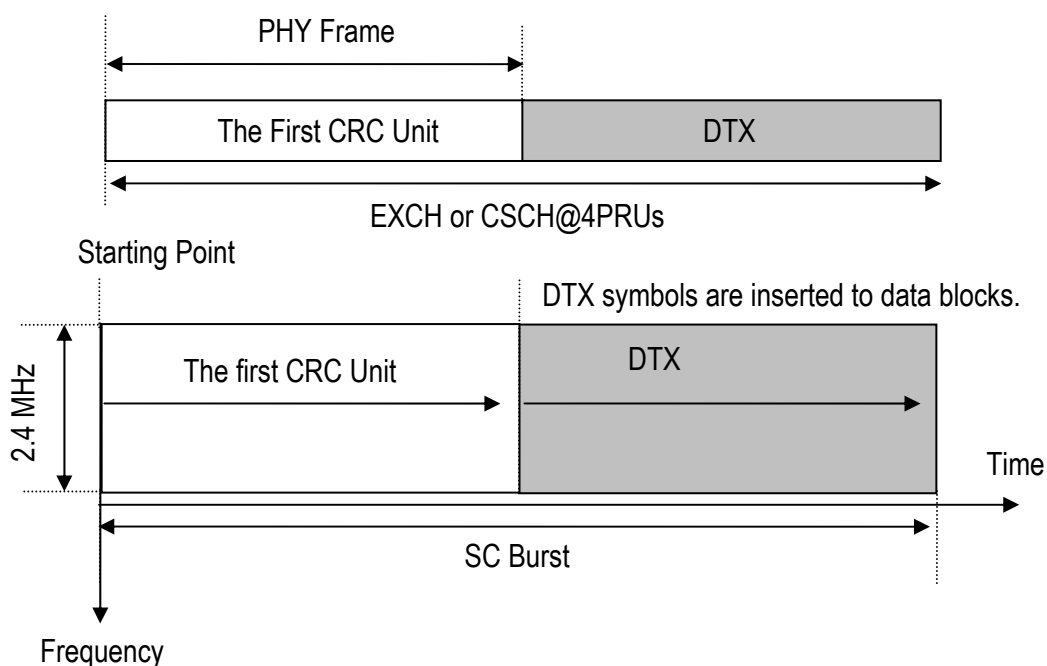 PHY Frame
The First CRC Unit
DTX
EXCH or CSCH@4PRUs
Starting Point
DTX symbols are inserted to data blocks.
The first CRC Unit
DTX
2.4 MHz
Time
SC Burst
Frequency